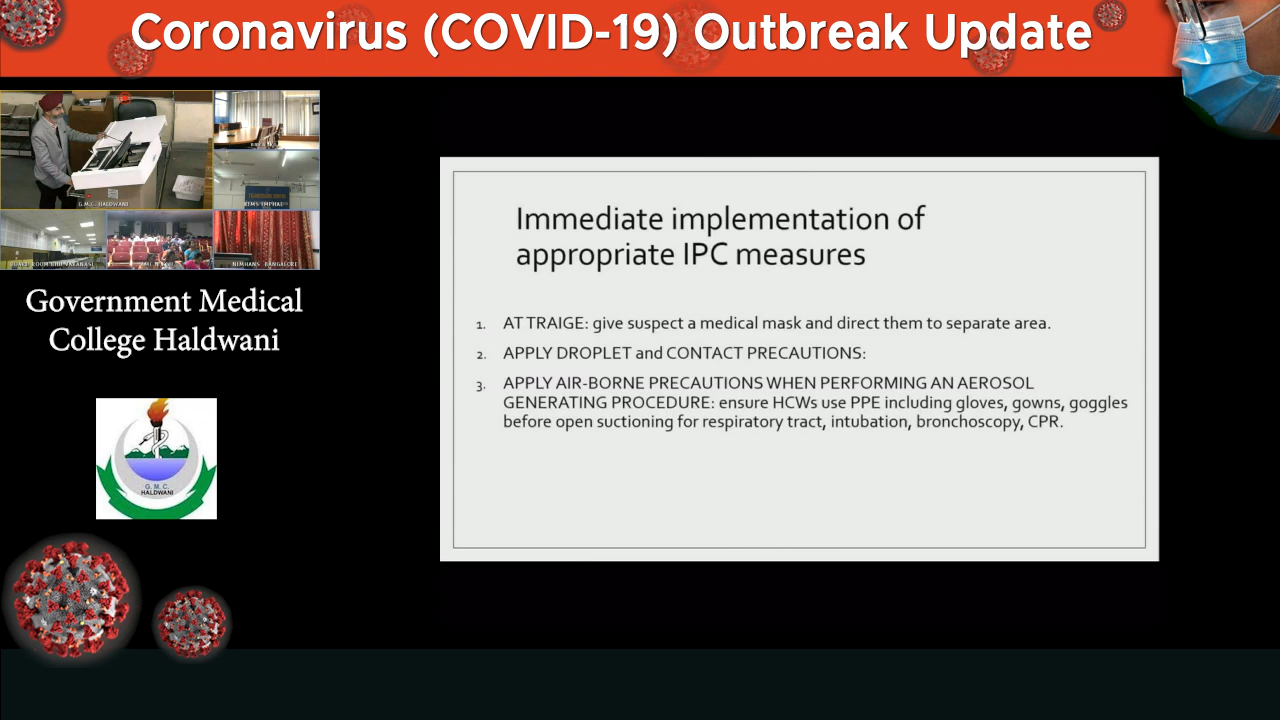 Coronavirus (COVID-19) Outbreak Update
G.M.C. HALDWANI
NIMHANS BANGALORE
Government Medical
College Haldwani
G. M. C.
HALDWANI
Immediate implementation of
appropriate IPC measures
1. AT TRAIGE: give suspect a medical mask and direct them to separate area.
2. APPLY DROPLET and CONTACT PRECAUTIONS:
3. APPLY AIR-BORNE PRECAUTIONS WHEN PERFORMING AN AEROSOL
GENERATING PROCEDURE: ensure HCWs use PPE including gloves, gowns, goggles
before open suctioning for respiratory tract, intubation, bronchoscopy, CPR.